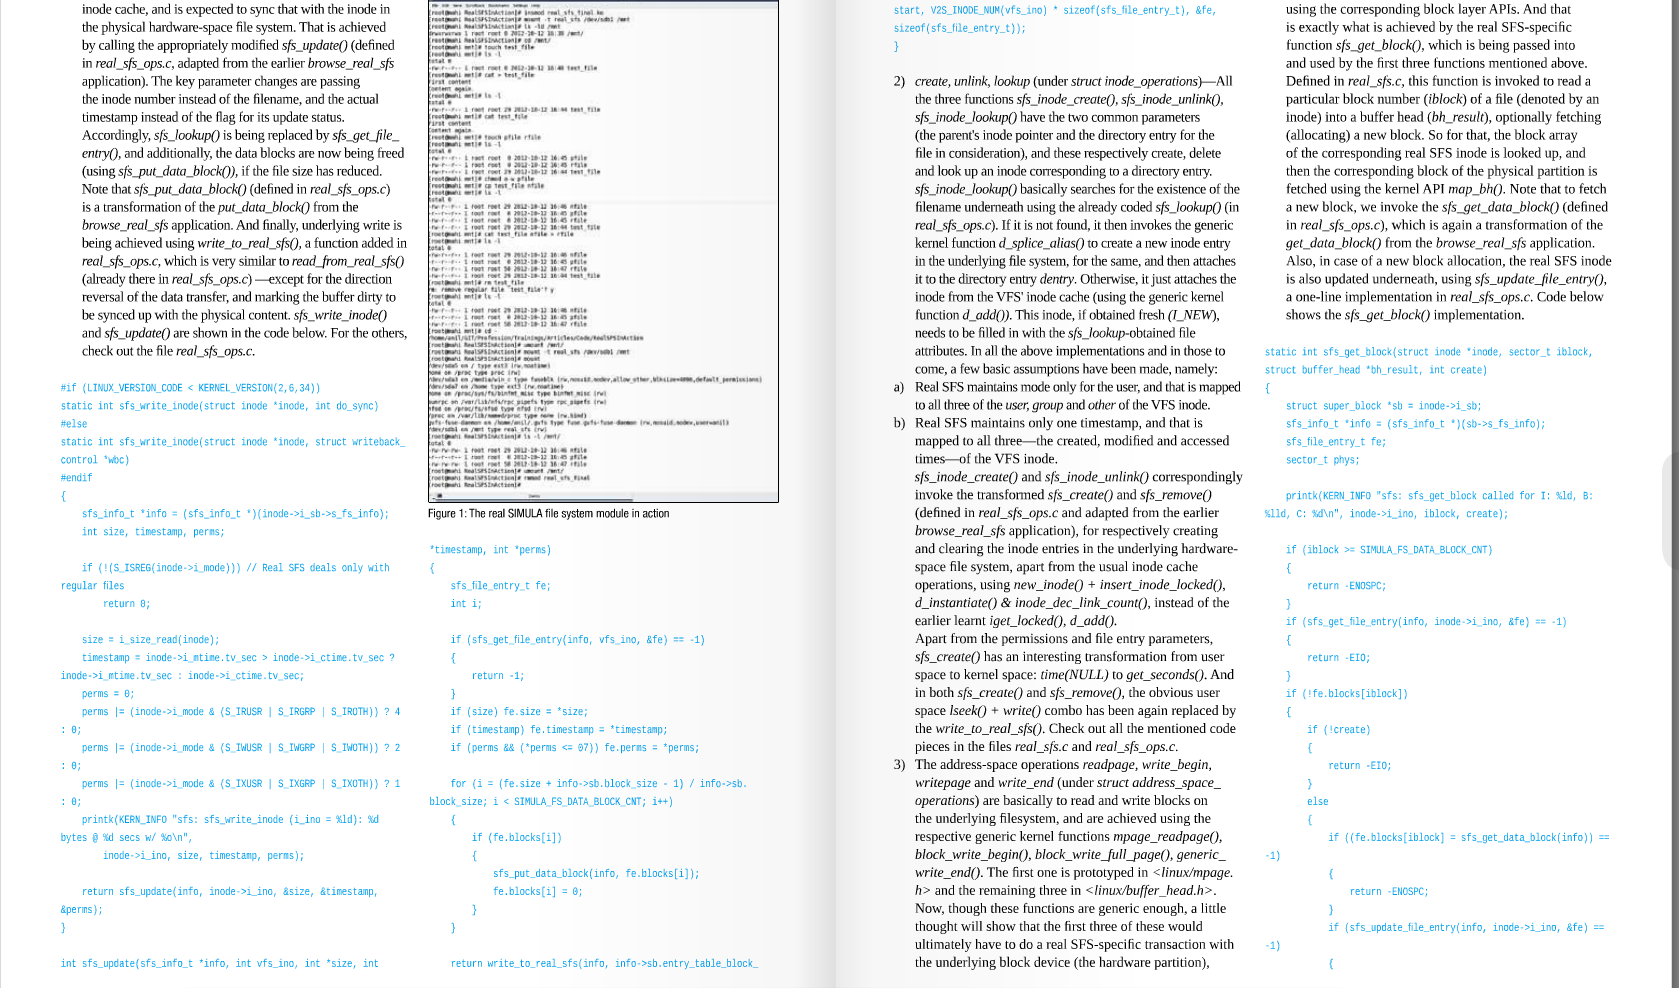 inode cache, and is expected to sync that with the inode in
the physical hardware-space file system. That is achieved
by calling the appropriately modified sfs_update() (defined
in real_sfs_ops.c, adapted from the earlier browse_real_sfs
application). The key parameter changes are passing
the inode number instead of the filename, and the actual
timestamp instead of the flag for its update status.
Accordingly, sfs_lookup() is being replaced by sfs_get_file_
entry(), and additionally, the data blocks are now being freed
(using sfs_put_data_block()), if the file size has reduced.
Note that sfs_put_data_block() (defined in real_sfs_ops.c)
is a transformation of the put_data_block() from the
browse_real_sfs application. And finally, underlying write is
being achieved using write_to_real_sfs(), a function added in
real_sfs_ops.c, which is very similar to read_from_real_sfs()
(already there in real_sfs_ops.c) —except for the direction
reversal of the data transfer, and marking the buffer dirty to
be synced up with the physical content. sfs_write_inode()
and sfs_update() are shown in the code below. For the others,
check out the file real_sfs_ops.c.
#if (LINUX_VERSION_CODE < KERNEL_VERSION(2,6,34))
static int sfs_write_inode(struct inode *inode, int do_sync)
#else
static int sfs_write_inode(struct inode *inode, struct writeback_
control *wbc)
#endif
{
sfs_info_t *info = (sfs_info_t *)(inode->i_sb->s_fs_info);
int size, timestamp, perms;
if (!(S_ISREG(inode->i_mode))) // Real SFS deals only with
regular files
return 0;
size = i_size_read(inode);
timestamp = inode->i_mtime.tv_sec > inode->i_ctime.tv_sec ?
inode->i_mtime.tv_sec : inode->i_ctime.tv_sec;
perms = 0;
perms |= (inode->i_mode & (S_IRUSR | S_IRGRP | S_IROTH)) ? 4
: 0;
perms |= (inode->i_mode & (S_IWUSR | S_IWGRP | S_IWOTH)) ? 2
: 0;
perms |= (inode->i_mode & (S_IXUSR | S_IXGRP | S_IXOTH)) ? 1
: 0;
printk(KERN_INFO "sfs: sfs_write_inode (i_ino = %ld): %d
bytes @ %d secs w/ %o\n",
inode->i_ino, size, timestamp, perms);
return sfs_update(info, inode->i_ino, &size, &timestamp,
&perms);
}
int sfs_update(sfs_info_t *info, int vfs_ino, int *size, int
Figure 1: The real SIMULA file system module in action
*timestamp, int *perms)
{
sfs_file_entry_t fe;
int i;
if (sfs_get_file_entry(info, vfs_ino, &fe) == -1)
{
return -1;
}
if (size) fe.size = *size;
if (timestamp) fe.timestamp = *timestamp;
if (perms && (*perms <= 07)) fe.perms = *perms;
for (i = (fe.size + info->sb.block_size - 1) / info->sb.
block_size; i < SIMULA_FS_DATA_BLOCK_CNT; i++)
{
if (fe.blocks[i])
{
sfs_put_data_block(info, fe.blocks[i]);
fe.blocks[i] = 0;
}
}
return write_to_real_sfs(info, info->sb.entry_table_block_
start, V2S_INODE_NUM(vfs_ino) * sizeof(sfs_file_entry_t), &fe,
sizeof(sfs_file_entry_t));
}
2) create, unlink, lookup (under struct inode_operations)—All
the three functions sfs_inode_create(), sfs_inode_unlink(),
sfs_inode_lookup() have the two common parameters
(the parent's inode pointer and the directory entry for the
file in consideration), and these respectively create, delete
and look up an inode corresponding to a directory entry.
sfs_inode_lookup() basically searches for the existence of the
filename underneath using the already coded sfs_lookup() (in
real_sfs_ops.c). If it is not found, it then invokes the generic
kernel function d_splice_alias() to create a new inode entry
in the underlying file system, for the same, and then attaches
it to the directory entry dentry. Otherwise, it just attaches the
inode from the VFS' inode cache (using the generic kernel
function d_add()). This inode, if obtained fresh (I_NEW),
needs to be filled in with the sfs_lookup-obtained file
attributes. In all the above implementations and in those to
come, a few basic assumptions have been made, namely:
a) Real SFS maintains mode only for the user, and that is mapped
to all three of the user, group and other of the VFS inode.
b) Real SFS maintains only one timestamp, and that is
mapped to all three—the created, modified and accessed
times—of the VFS inode.
sfs_inode_create() and sfs_inode_unlink() correspondingly
invoke the transformed sfs_create() and sfs_remove()
(defined in real_sfs_ops.c and adapted from the earlier
browse_real_sfs application), for respectively creating
and clearing the inode entries in the underlying hardware-
space file system, apart from the usual inode cache
operations, using new_inode() + insert_inode_locked(),
d_instantiate() & inode_dec_link_count(), instead of the
earlier learnt iget_locked(), d_add().
Apart from the permissions and file entry parameters,
sfs_create() has an interesting transformation from user
space to kernel space: time(NULL) to get_seconds(). And
in both sfs_create() and sfs_remove(), the obvious user
space lseek() + write() combo has been again replaced by
the write_to_real_sfs(). Check out all the mentioned code
pieces in the files real_sfs.c and real_sfs_ops.c.
3) The address-space operations readpage, write_begin,
writepage and write_end (under struct address_space_
operations) are basically to read and write blocks on
the underlying filesystem, and are achieved using the
respective generic kernel functions mpage_readpage(),
block_write_begin(), block_write_full_page(), generic_
write_end(). The first one is prototyped in <linux/mpage.
h> and the remaining three in <linux/buffer_head.h>.
Now, though these functions are generic enough, a little
thought will show that the first three of these would
ultimately have to do a real SFS-specific transaction with
the underlying block device (the hardware partition),
using the corresponding block layer APIs. And that
is exactly what is achieved by the real SFS-specific
function sfs_get_block(), which is being passed into
and used by the first three functions mentioned above.
Defined in real_sfs.c, this function is invoked to read a
particular block number (iblock) of a file (denoted by an
inode) into a buffer head (bh_result), optionally fetching
(allocating) a new block. So for that, the block array
of the corresponding real SFS inode is looked up, and
then the corresponding block of the physical partition is
fetched using the kernel API map_bh(). Note that to fetch
a new block, we invoke the sfs_get_data_block() (defined
in real_sfs_ops.c), which is again a transformation of the
get_data_block() from the browse_real_sfs application.
Also, in case of a new block allocation, the real SFS inode
is also updated underneath, using sfs_update_file_entry(),
a one-line implementation in real_sfs_ops.c. Code below
shows the sfs_get_block() implementation.
static int sfs_get_block(struct inode *inode, sector_t iblock,
struct buffer_head *bh_result, int create)
{
struct super_block *sb = inode->i_sb;
sfs_info_t *info = (sfs_info_t *)(sb->s_fs_info);
sfs_file_entry_t fe;
sector_t phys;
printk(KERN_INFO "sfs: sfs_get_block called for I: %ld, B:
%lld, C: %d\n", inode->i_ino, iblock, create);
if (iblock >= SIMULA_FS_DATA_BLOCK_CNT)
{
return -ENOSPC;
}
if (sfs_get_file_entry(info, inode->i_ino, &fe) == -1)
{
return -EIO;
}
if (!fe.blocks[iblock])
{
if (!create)
{
return -EIO;
}
else
{
if ((fe.blocks[iblock] = sfs_get_data_block(info)) ==
-1)
{
return -ENOSPC;
}
if (sfs_update_file_entry(info, inode->i_ino, &fe) ==
-1)
{